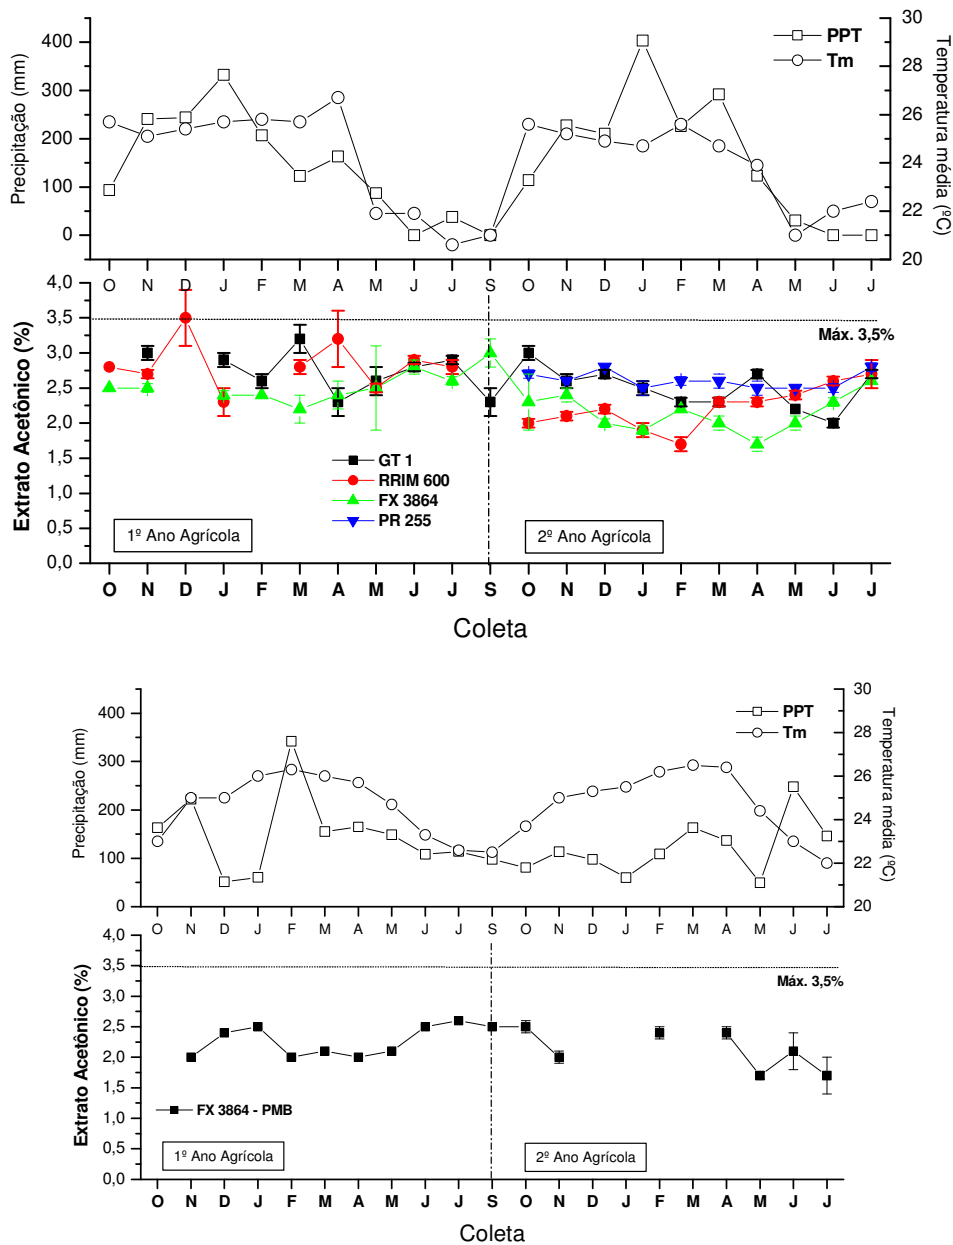 Precipitação (mm)
400
300
200
100
0
30
28
26
24
22
20
Temperatura média (ºC)
PPT
Tm
O N D J F M A M J J S O N D J F M A M J J
Extrato Acetônico (%)
4,0
3,5
3,0
2,5
2,0
1,5
1,0
0,5
0,0
Máx. 3,5%
GT 1
RRIM 600
FX 3864
PR 255
1º Ano Agrícola
2º Ano Agrícola
O N D J F M A M J J S O N D J F M A M J J
Coleta
Precipitação (mm)
400
300
200
100
0
30
28
26
24
22
20
Temperatura média (ºC)
PPT
Tm
O N D J F M A M J J S O N D J F M A M J J
Extrato Acetônico (%)
4,0
3,5
3,0
2,5
2,0
1,5
1,0
0,5
0,0
Máx. 3,5%
FX 3864 - PMB
1º Ano Agrícola
2º Ano Agrícola
O N D J F M A M J J S O N D J F M A M J J
Coleta